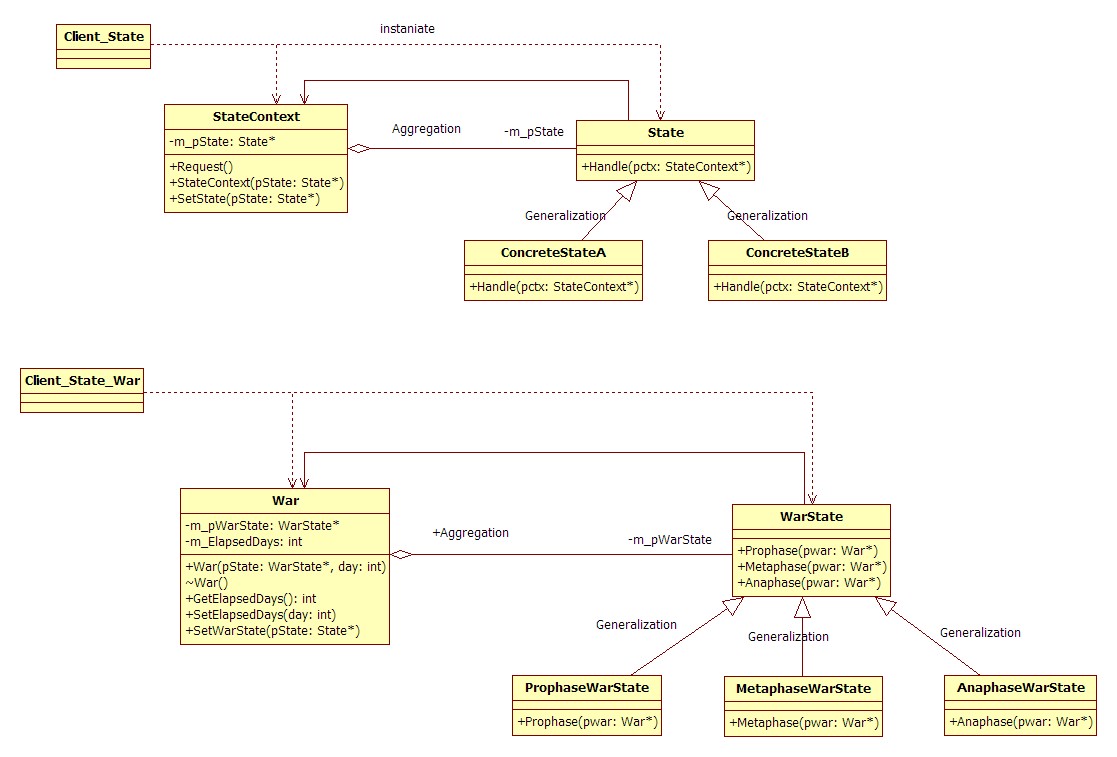 Client_State
instaniate
StateContext
-m_pState: State*
+Request()
+StateContext(pState: State*)
+SetState(pState: State*)
Aggregation
-m_pState
State
+Handle(pctx: StateContext*)
Generalization
Generalization
ConcreteStateA
+Handle(pctx: StateContext*)
ConcreteStateB
+Handle(pctx: StateContext*)
Client_State_War
War
-m_pWarState: WarState*
-m_ElapsedDays: int
+War(pState: WarState*, day: int)
~War()
+GetElapsedDays(): int
+SetElapsedDays(day: int)
+SetWarState(pState: State*)
+Aggregation
-m_pWarState
WarState
+Prophase(pwar: War*)
+Metaphase(pwar: War*)
+Anaphase(pwar: War*)
Generalization
Generalization
Generalization
ProphaseWarState
+Prophase(pwar: War*)
MetaphaseWarState
+Metaphase(pwar: War*)
AnaphaseWarState
+Anaphase(pwar: War*)